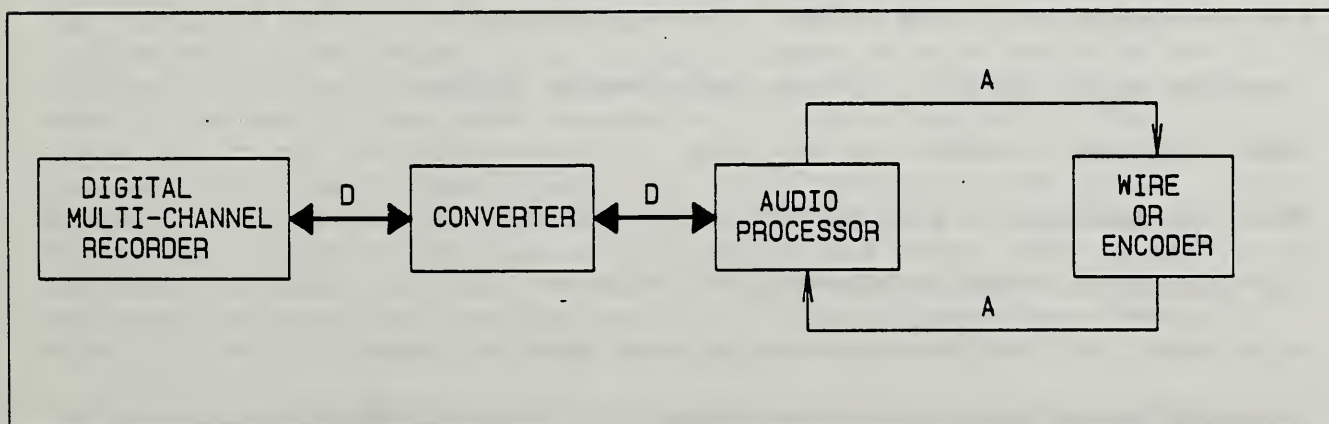 DIGITAL
MULTI-CHANNEL
RECORDER
D
CONVERTER
D
AUDIO
PROCESSOR
A
WIRE
OR
ENCODER
A